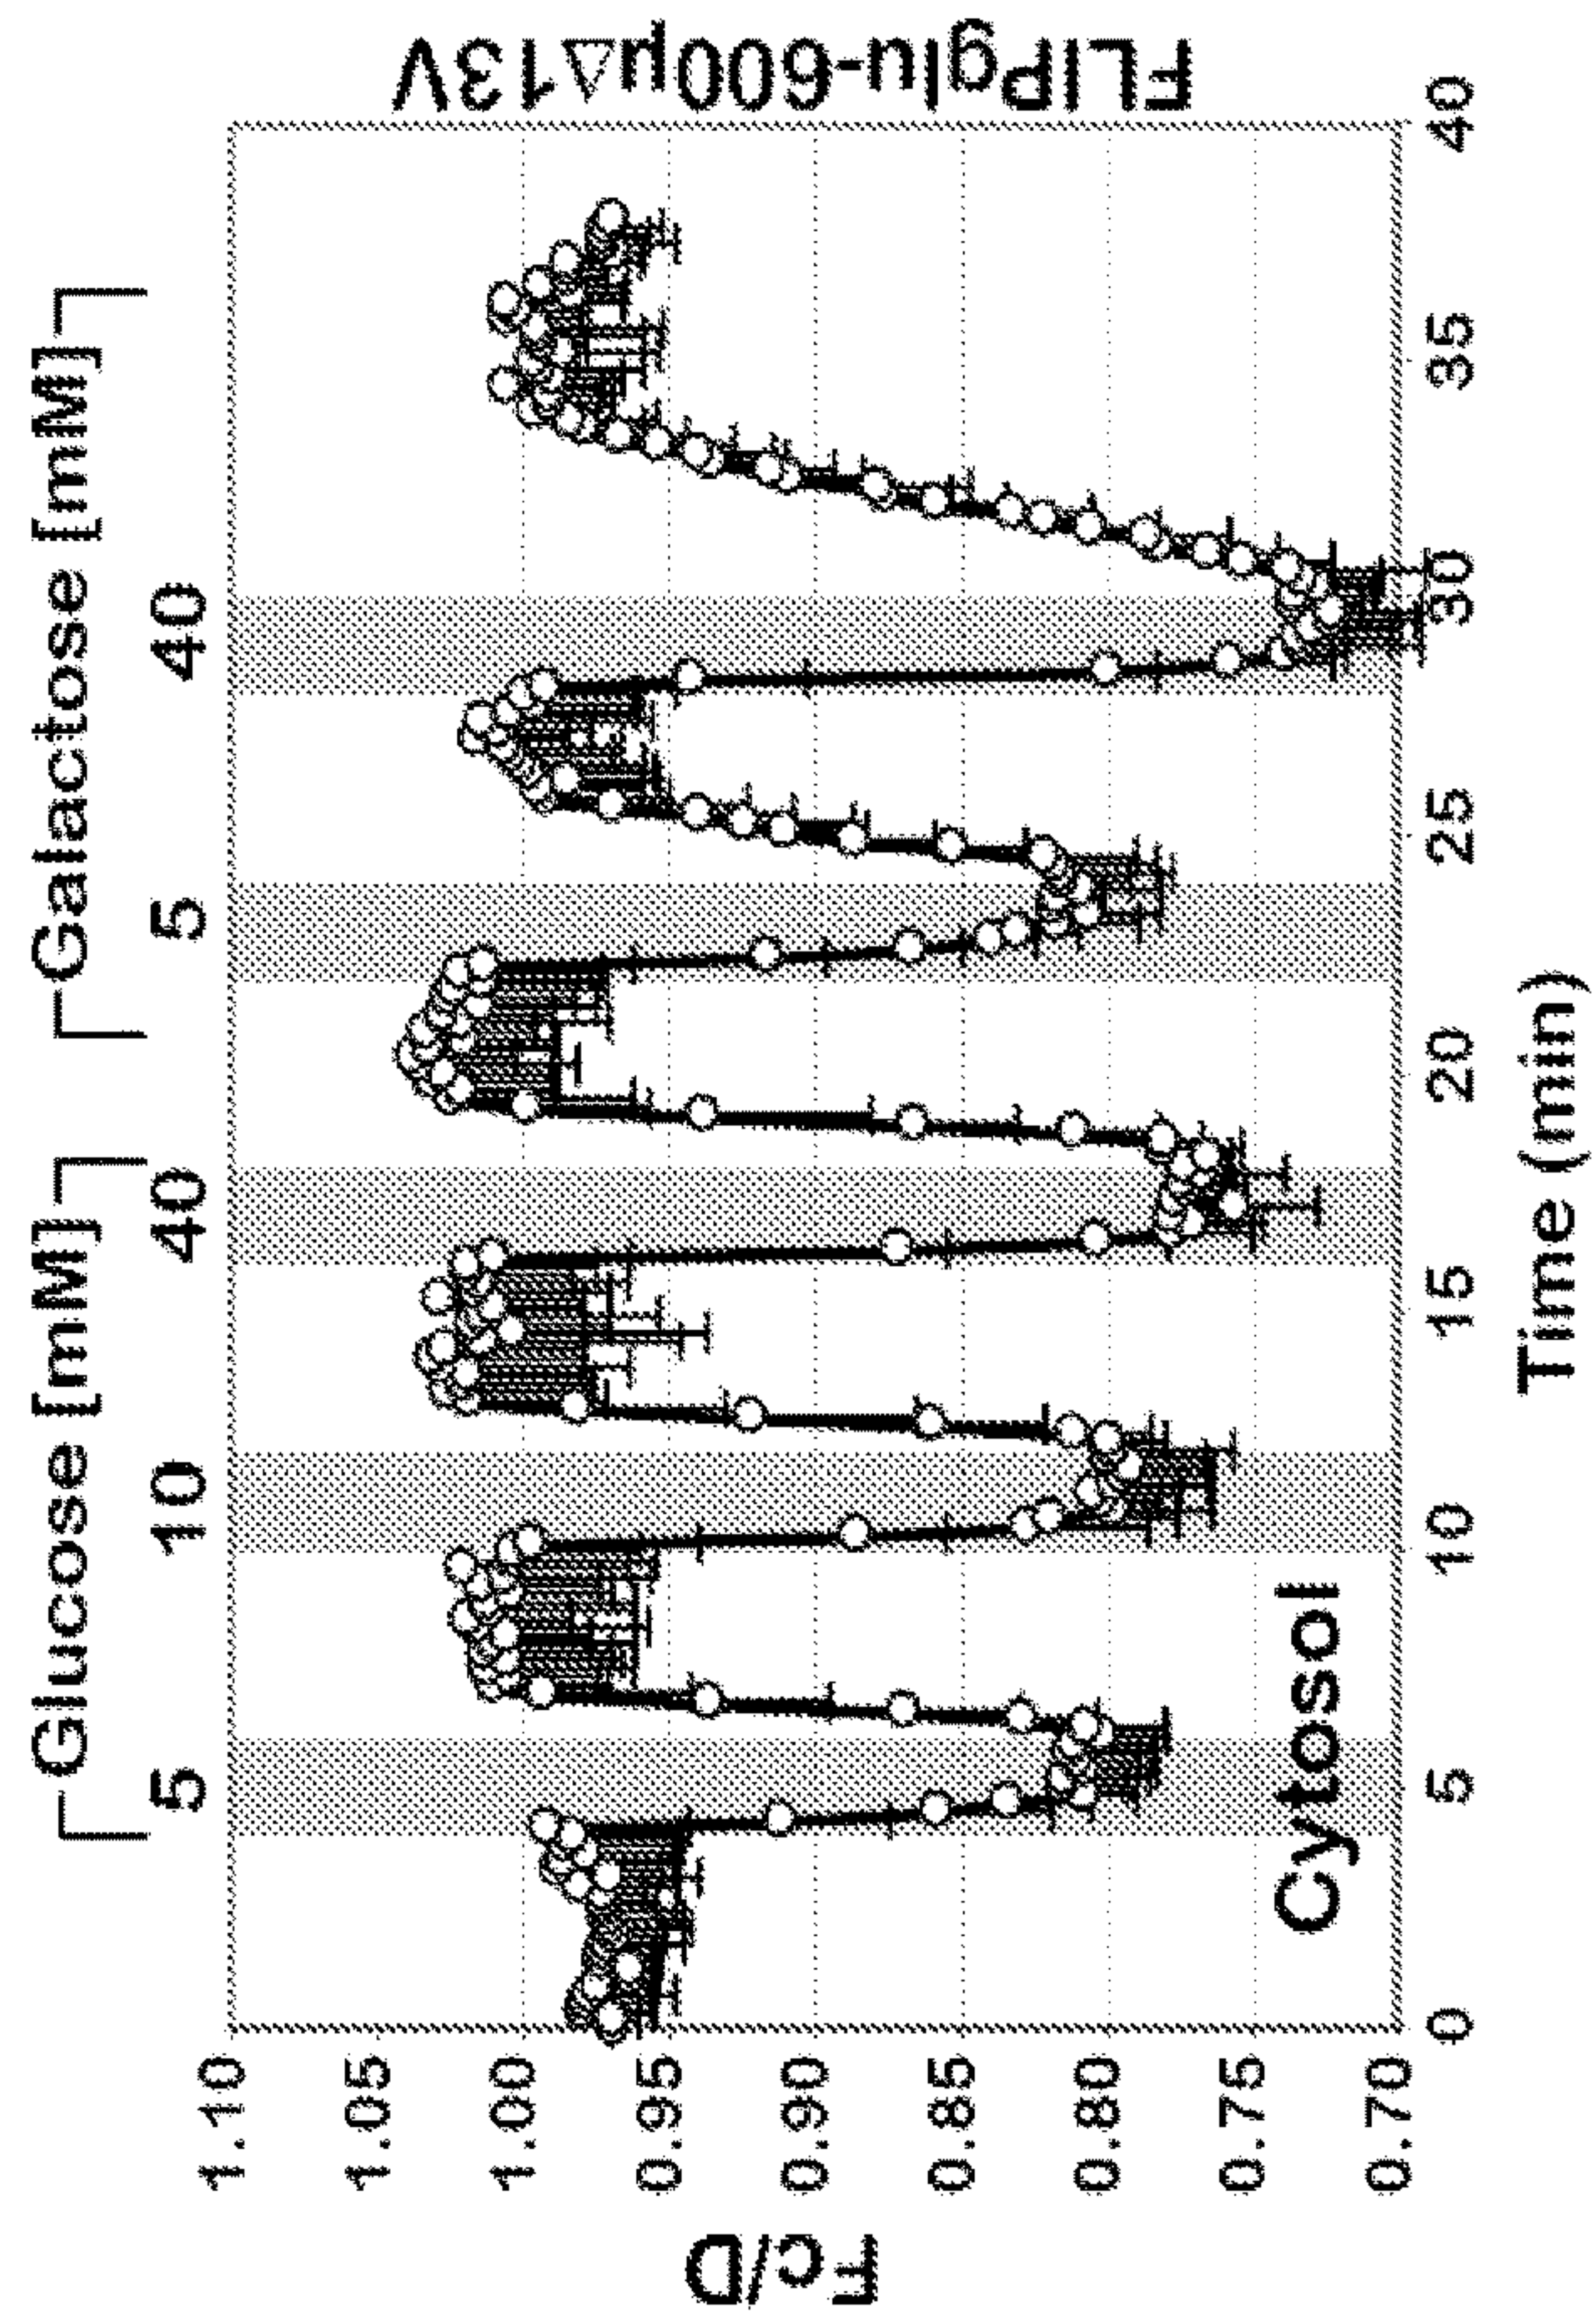 Glucose [mM] Galactose [mM]
5 10 40 5 40
1.10
1.05
1.00
0.95
0.90
0.85
0.80
0.75
0.70
Fc/D
Cytosol
FLIPglu-600µ△13V
0 5 10 15 20 25 30 35 40
Time (min)